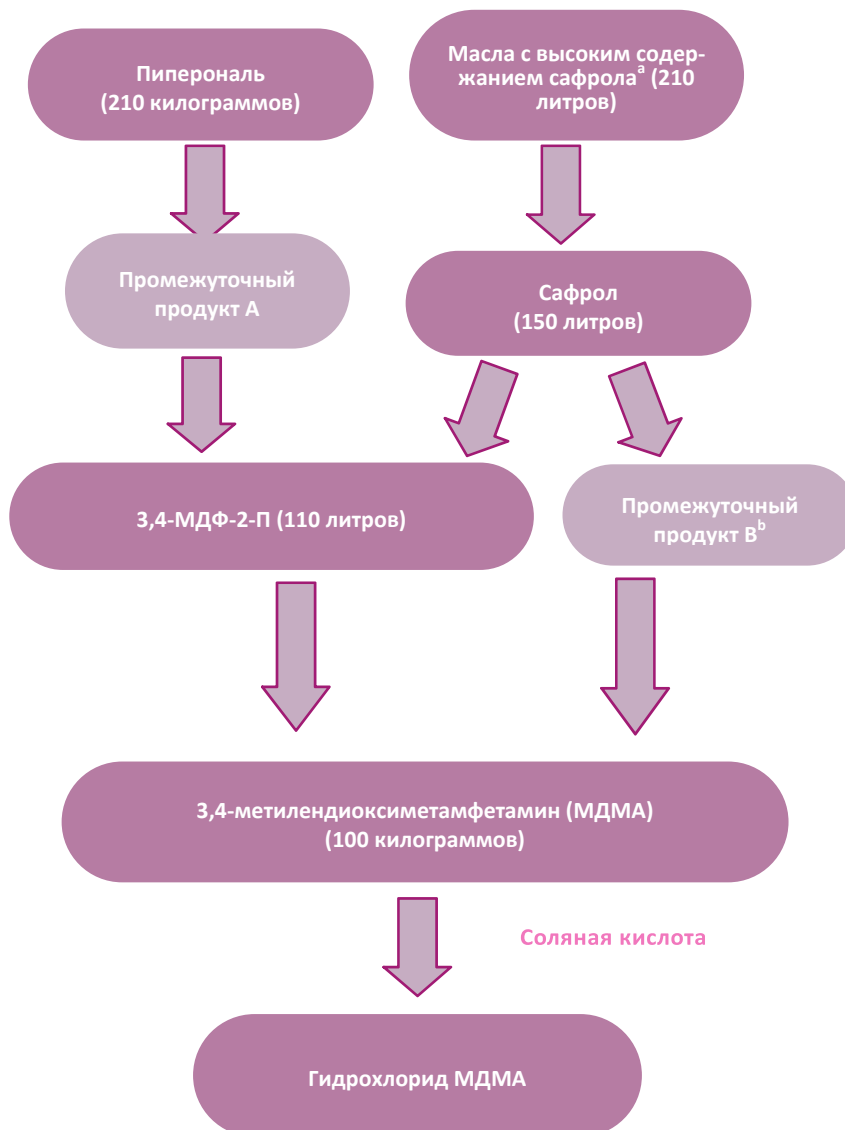 Пиперональ
(210 килограммов)
Масла с высоким содер-
жанием сафролаᵃ (210
литров)
Промежуточный
продукт А
Сафрол
(150 литров)
3,4-МДФ-2-П (110 литров)
Промежуточный
продукт Вᵇ
3,4-метилендиоксиметамфетамин (МДМА)
(100 килограммов)
Соляная кислота
Гидрохлорид МДМА